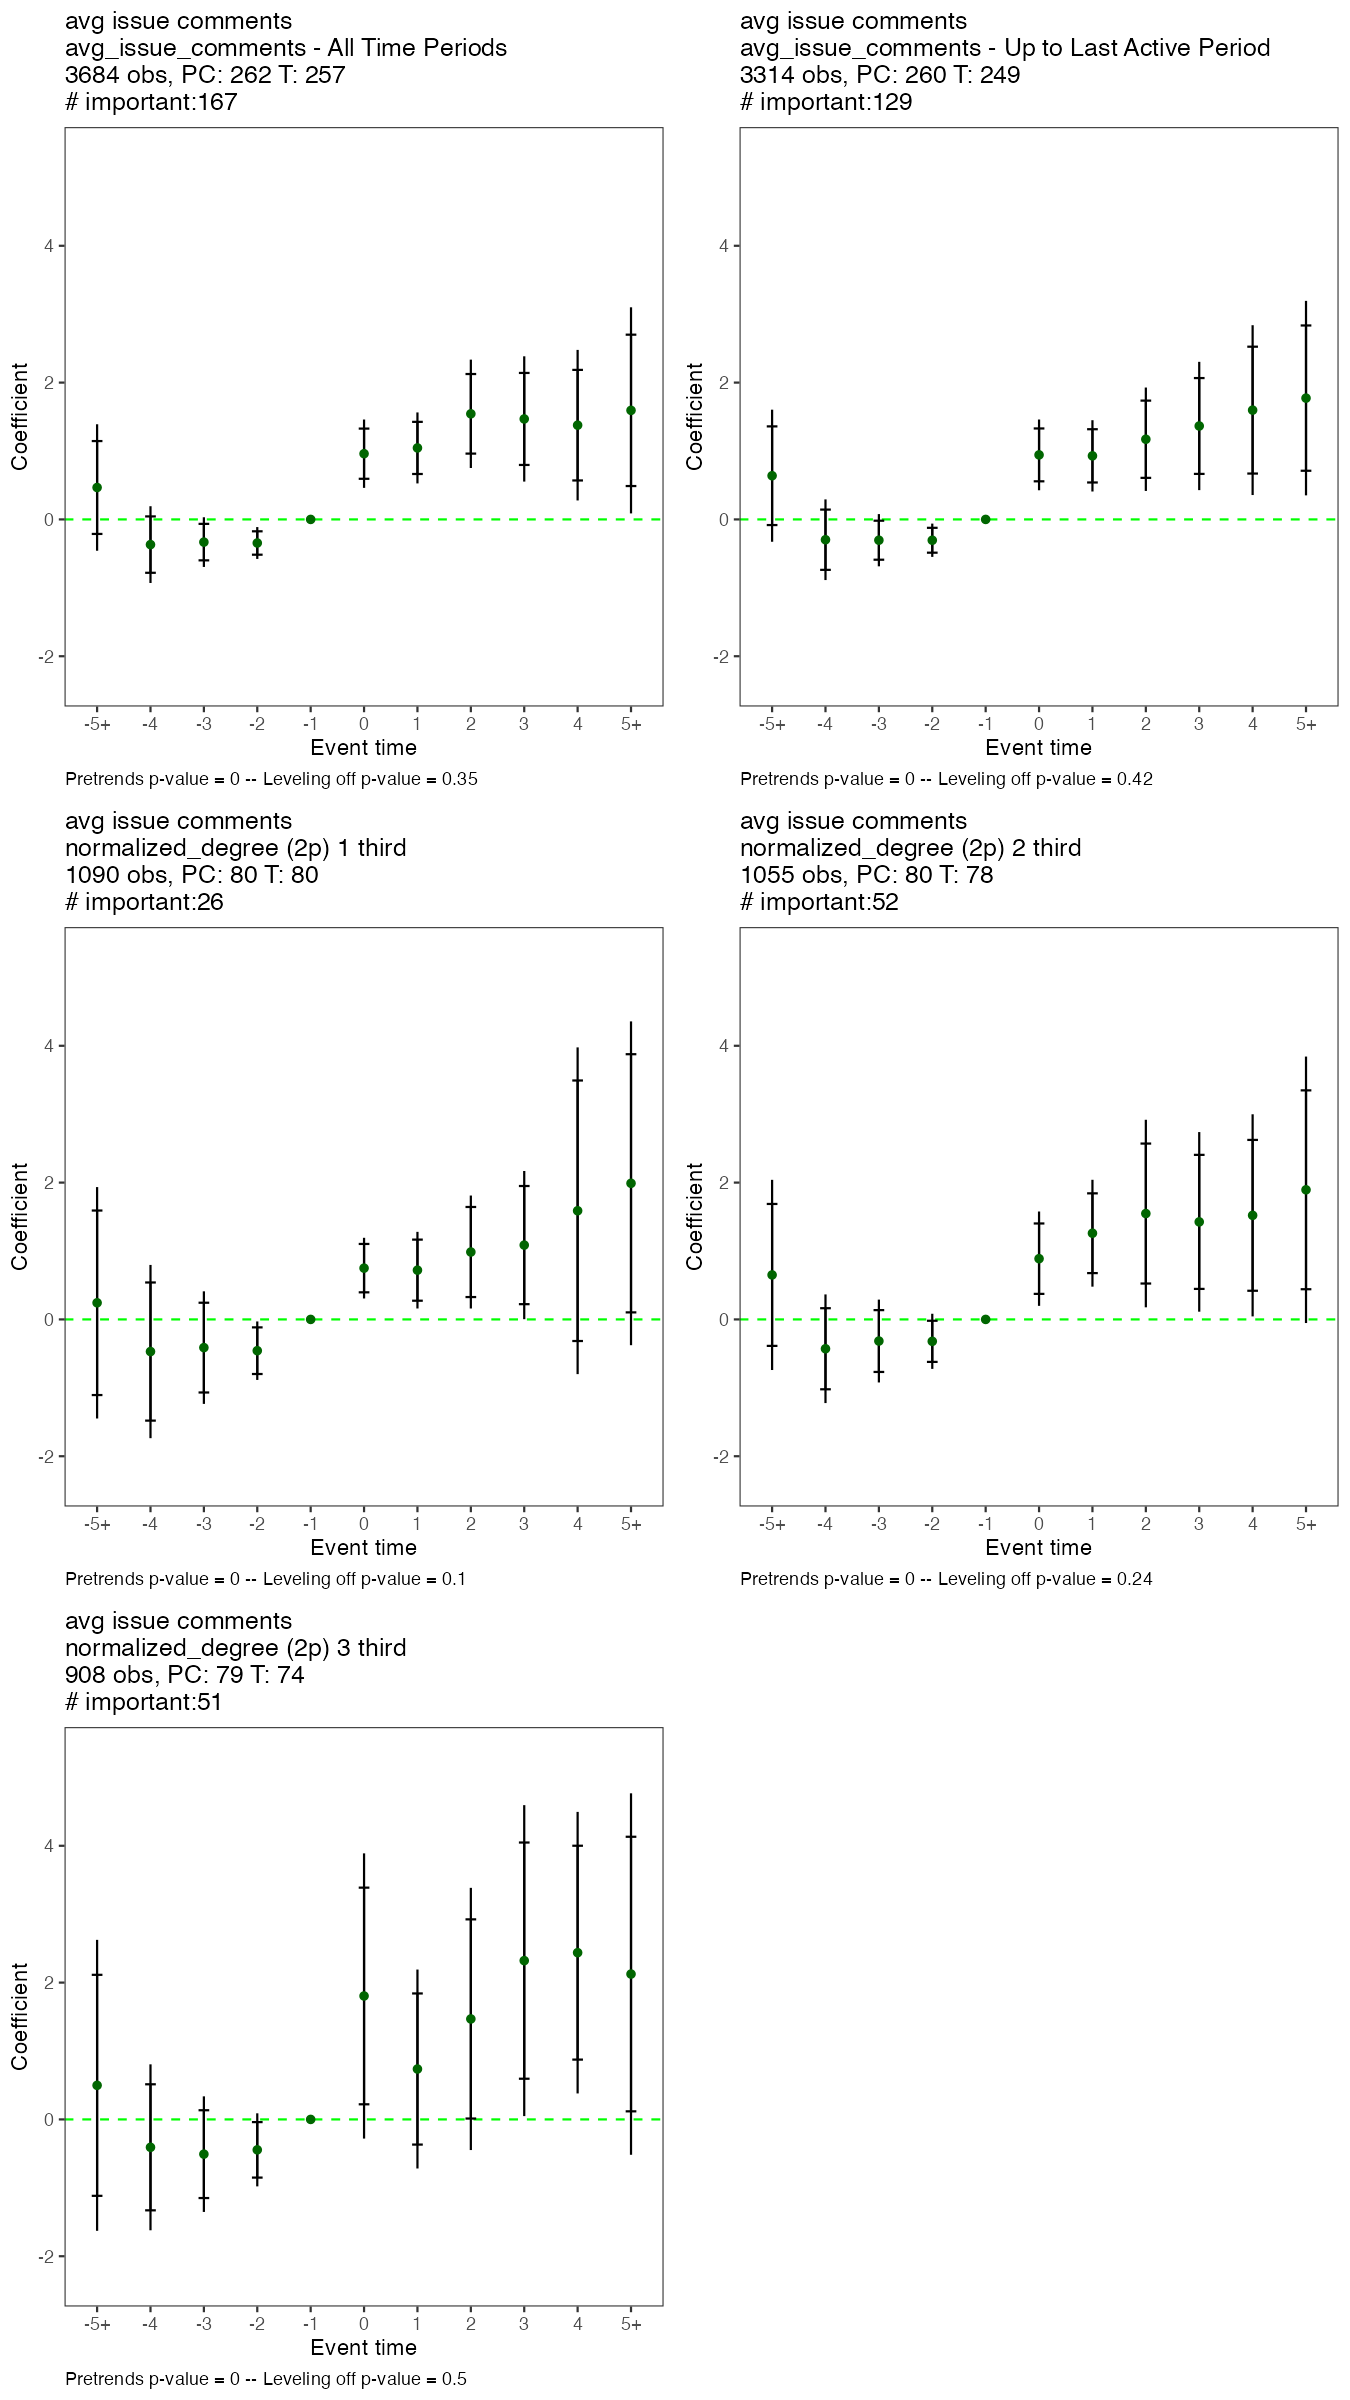 avg issue comments
avg_issue_comments - All Time Periods
3684 obs, PC: 262 T: 257
# important:167
Coefficient
4
2
0
-2
-5+ -4 -3 -2 -1 0 1 2 3 4 5+
Event time
Pretrends p-value = 0 -- Leveling off p-value = 0.35
avg issue comments
avg_issue_comments - Up to Last Active Period
3314 obs, PC: 260 T: 249
# important:129
Coefficient
4
2
0
-2
-5+ -4 -3 -2 -1 0 1 2 3 4 5+
Event time
Pretrends p-value = 0 -- Leveling off p-value = 0.42
avg issue comments
normalized_degree (2p) 1 third
1090 obs, PC: 80 T: 80
# important:26
Coefficient
4
2
0
-2
-5+ -4 -3 -2 -1 0 1 2 3 4 5+
Event time
Pretrends p-value = 0 -- Leveling off p-value = 0.1
avg issue comments
normalized_degree (2p) 2 third
1055 obs, PC: 80 T: 78
# important:52
Coefficient
4
2
0
-2
-5+ -4 -3 -2 -1 0 1 2 3 4 5+
Event time
Pretrends p-value = 0 -- Leveling off p-value = 0.24
avg issue comments
normalized_degree (2p) 3 third
908 obs, PC: 79 T: 74
# important:51
Coefficient
4
2
0
-2
-5+ -4 -3 -2 -1 0 1 2 3 4 5+
Event time
Pretrends p-value = 0 -- Leveling off p-value = 0.5